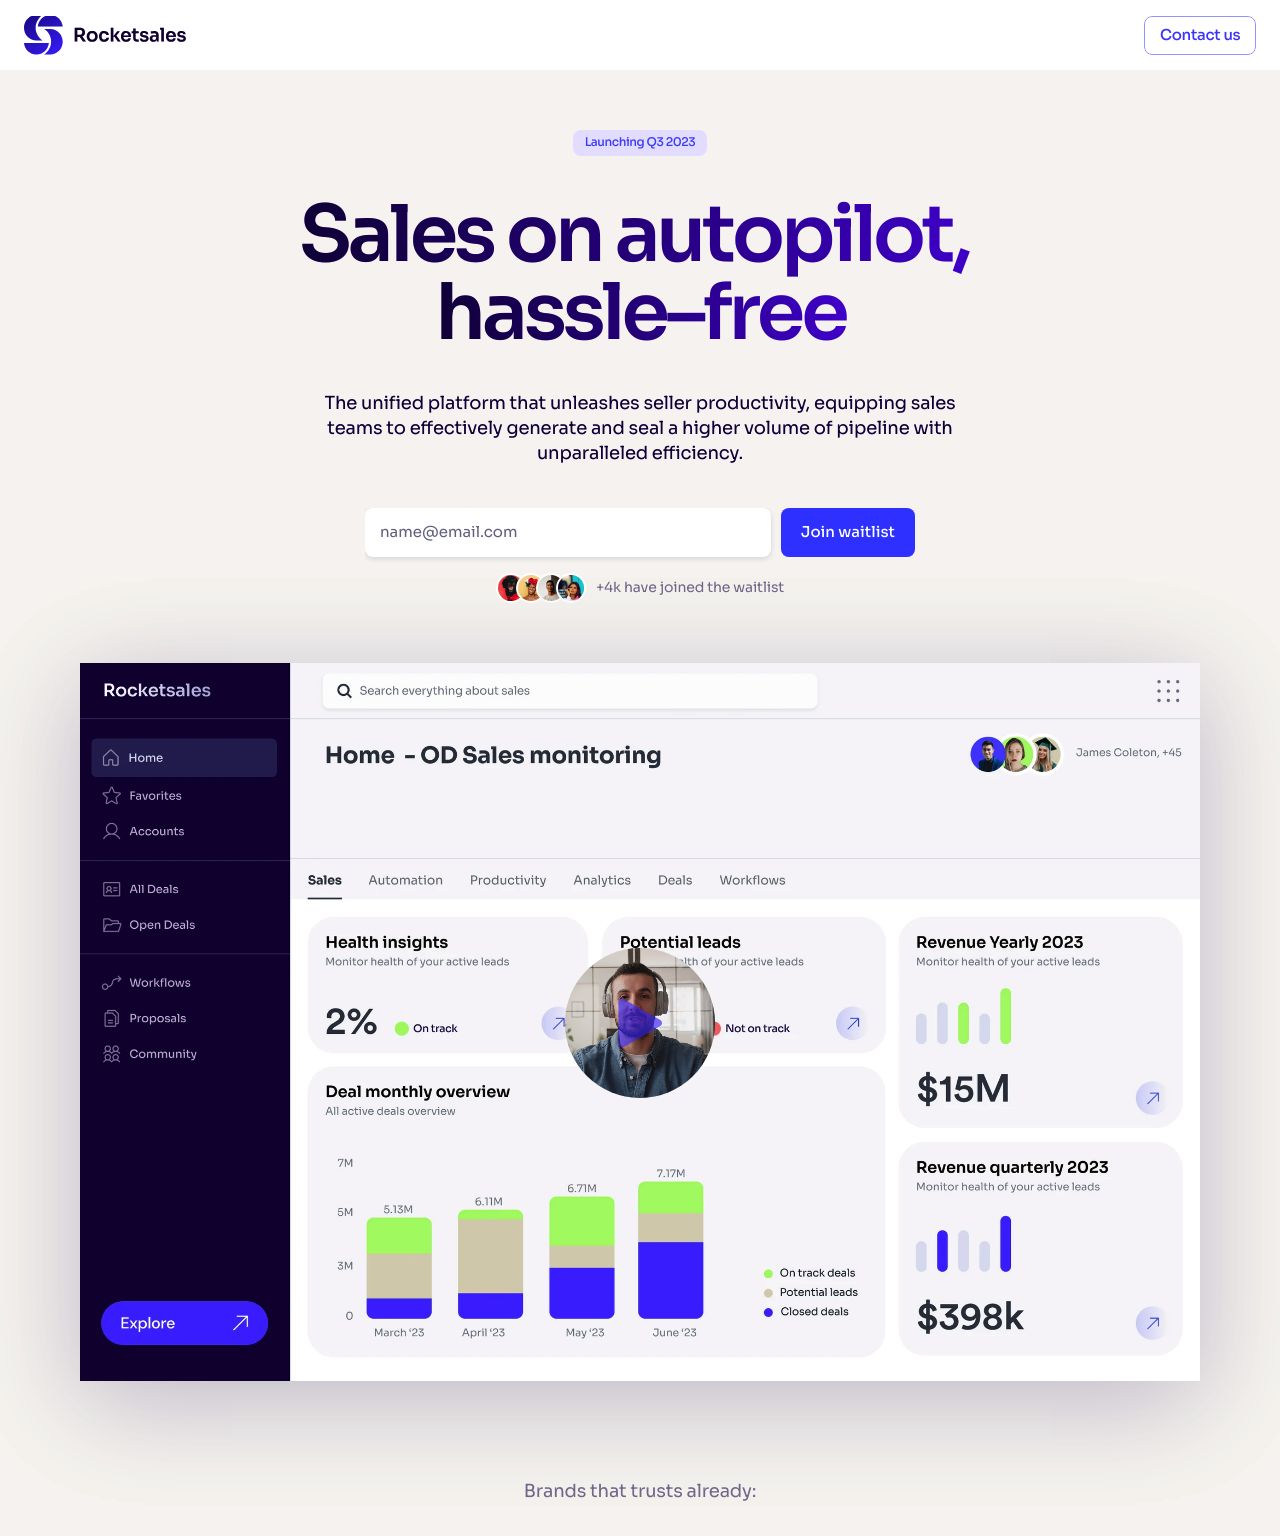 Rocketsales
Contact us
Launching Q3 2023
Sales on autopilot,
hassle–free
The unified platform that unleashes seller productivity, equipping sales
teams to effectively generate and seal a higher volume of pipeline with
unparalleled efficiency.
name@email.com
Join waitlist
+4k have joined the waitlist
Rocketsales
Search everything about sales
Home - OD Sales monitoring
James Coleton, +45
Home
Favorites
Accounts
All Deals
Open Deals
Workflows
Proposals
Community
Explore
Sales
Automation
Productivity
Analytics
Deals
Workflows
Health insights
Monitor health of your active leads
2%
On track
Potential leads
of your active leads
Not on track
Revenue Yearly 2023
Monitor health of your active leads
$15M
Deal monthly overview
All active deals overview
7M
5M
3M
0
5.13M
6.11M
6.71M
7.17M
March ‘23
April ‘23
May ‘23
June ‘23
On track deals
Potential leads
Closed deals
Revenue quarterly 2023
Monitor health of your active leads
$398k
Brands that trusts already: